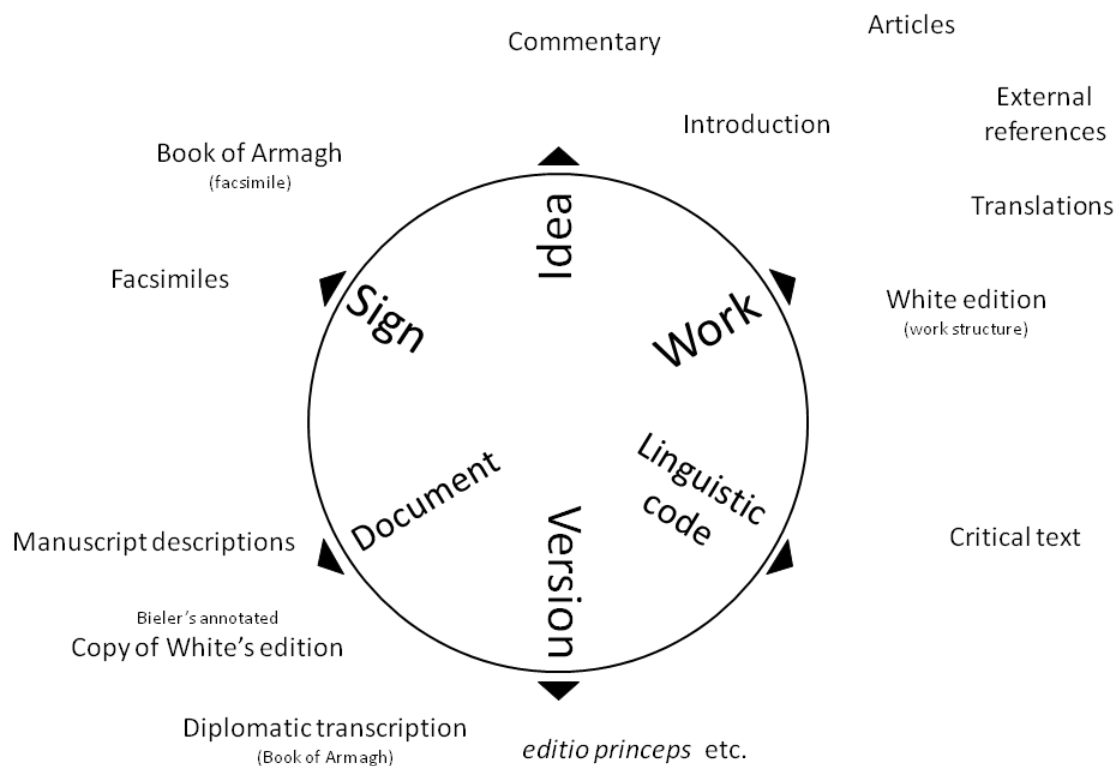 Articles
Commentary
External
references
Introduction
Book of Armagh
(facsimile)
Translations
Idea
Facsimiles
Sign
Work
White edition
(work structure)
Linguistic
code
Document
Version
Manuscript descriptions
Critical text
Bieler's annotated
Copy of White's edition
Diplomatic transcription
(Book of Armagh)
editio princeps etc.